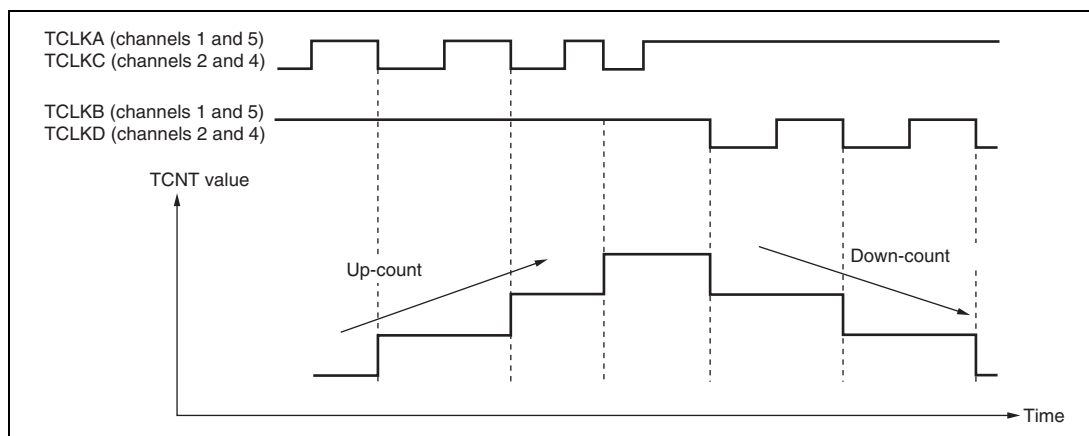 TCLKA (channels 1 and 5)
TCLKC (channels 2 and 4)
TCLKB (channels 1 and 5)
TCLKD (channels 2 and 4)
TCNT value
Up-count
Down-count
Time